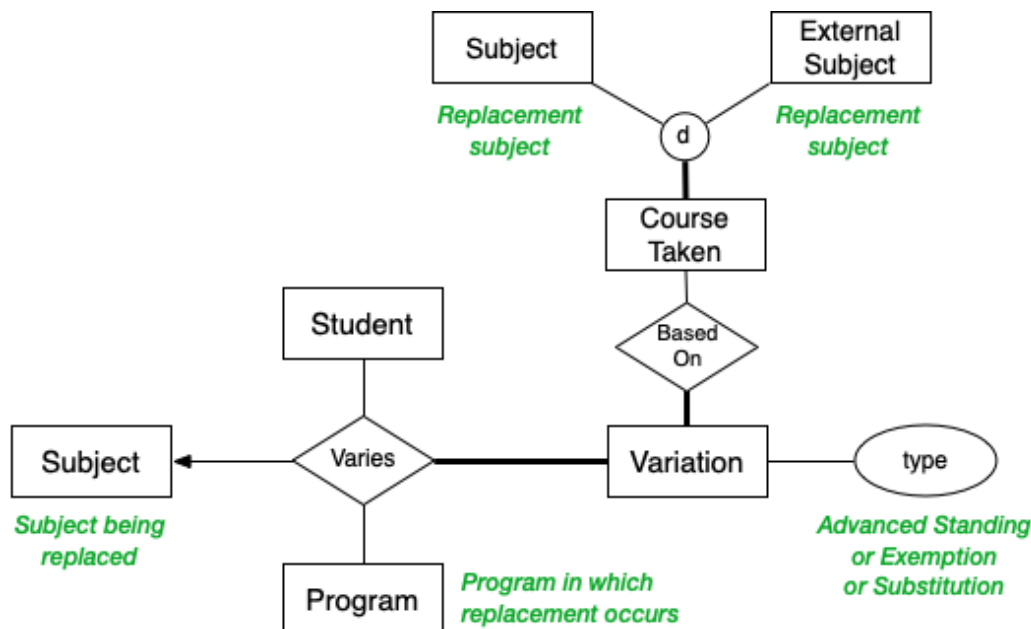 Subject
External
Subject
Replacement
subject
Replacement
subject
d
Course
Taken
Student
Based
On
Subject
Varies
Variation
type
Subject being
replaced
Program
Program in which
replacement occurs
Advanced Standing
or Exemption
or Substitution